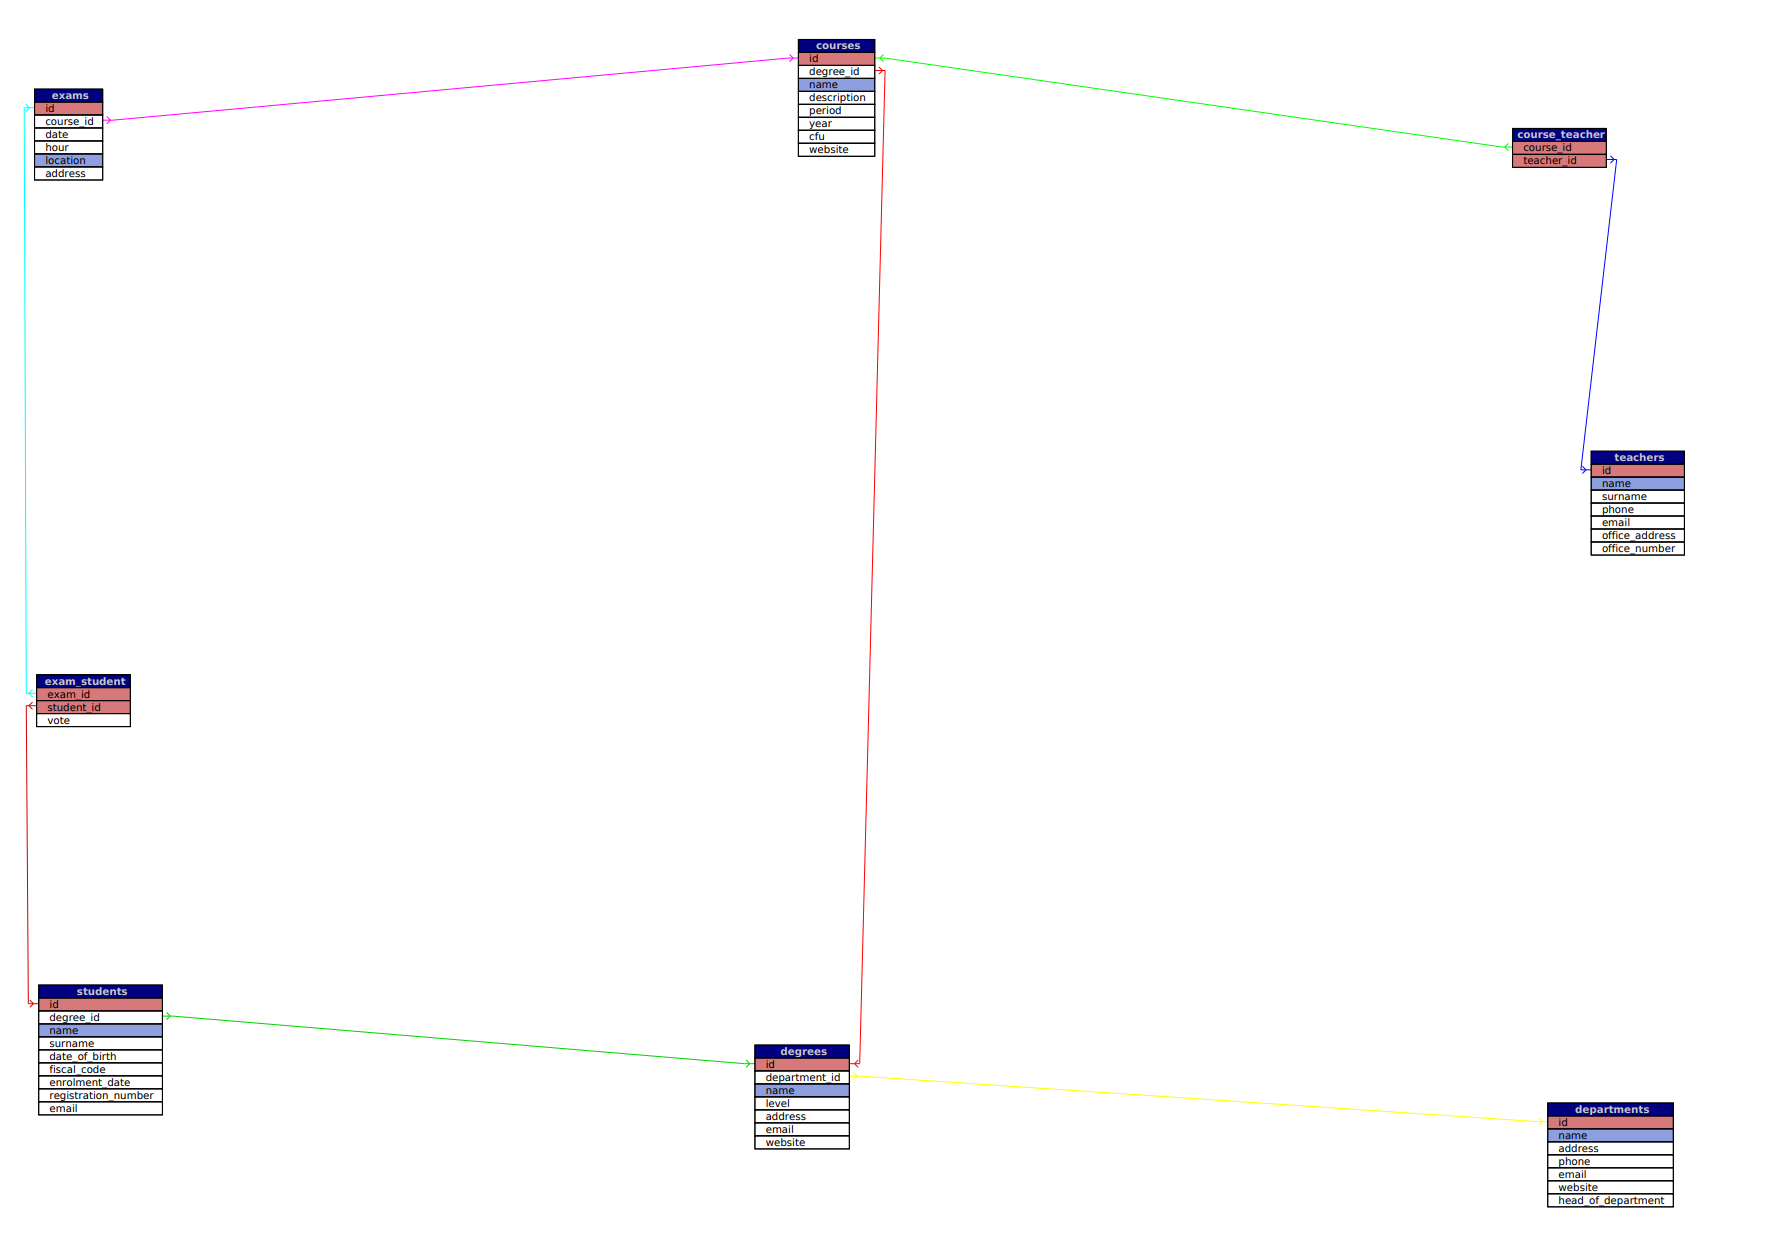 courses
id
degree_id
name
description
period
year
cfu
website
exams
id
course_id
date
hour
location
address
course_teacher
course_id
teacher_id
teachers
id
name
surname
phone
email
office_address
office_number
exam_student
exam_id
student_id
vote
students
id
degree_id
name
surname
date_of_birth
fiscal_code
enrolment_date
registration_number
email
degrees
id
department_id
name
level
address
email
website
departments
id
name
address
phone
email
website
head_of_department